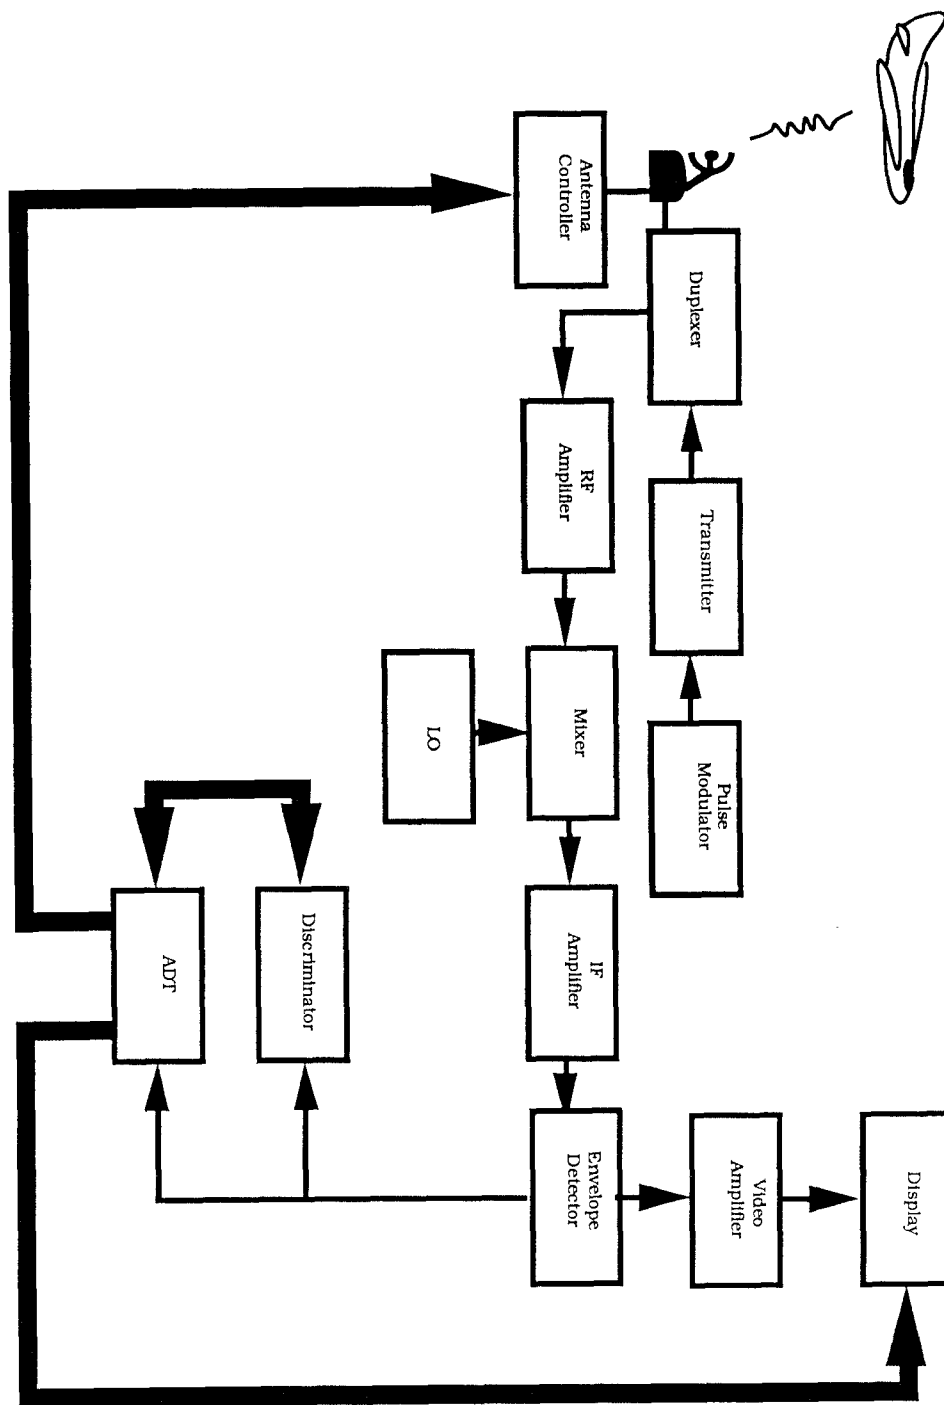 Antenna
Controller
Duplexer
RF
Amplifier
Transmitter
LO
Mixer
Pulse
Modulator
ADT
Discriminator
IF
Amplifier
Envelope
Detector
Video
Amplifier
Display